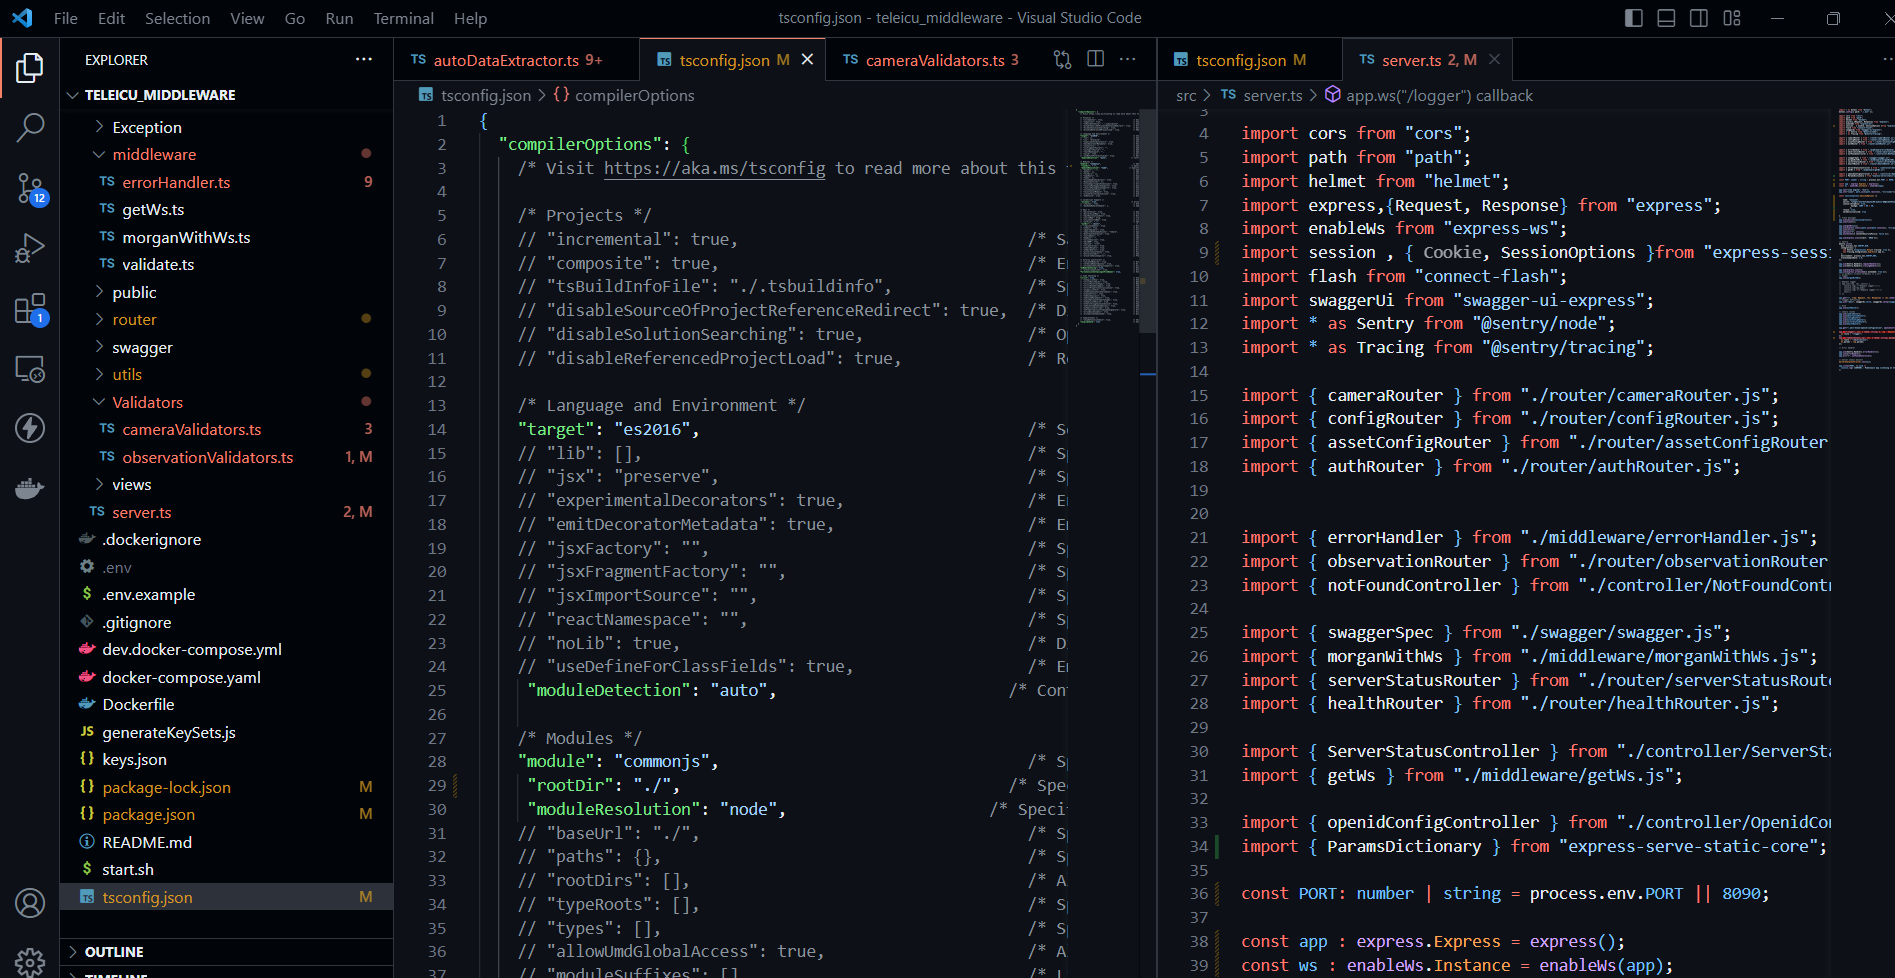 File Edit Selection View Go Run Terminal Help
tsconfig.json - teleicu_middleware - Visual Studio Code
EXPLORER
TELEICU_MIDDLEWARE
Exception
middleware
TS errorHandler.ts 9
TS getWs.ts
TS morganWithWs.ts
TS validate.ts
public
router
swagger
utils
Validators
TS cameraValidators.ts 3
TS observationValidators.ts 1, M
views
TS server.ts 2, M
.dockerignore
.env
$ .env.example
.gitignore
dev.docker-compose.yml
docker-compose.yaml
Dockerfile
JS generateKeySets.js
{} keys.json
{} package-lock.json M
{} package.json M
README.md
$ start.sh
TS tsconfig.json M
OUTLINE
TIMELINE
12
1
TS autoDataExtractor.ts 9+
TS tsconfig.json M
TS cameraValidators.ts 3
TS tsconfig.json > {} compilerOptions
1 {
2 "compilerOptions": {
3 /* Visit https://aka.ms/tsconfig to read more about this
4
5 /* Projects */
6 // "incremental": true, /* S
7 // "composite": true, /* E
8 // "tsBuildInfoFile": "./.tsbuildinfo", /* S
9 // "disableSourceOfProjectReferenceRedirect": true, /* D
10 // "disableSolutionSearching": true, /* O
11 // "disableReferencedProjectLoad": true, /* R
12
13 /* Language and Environment */
14 "target": "es2016", /* S
15 // "lib": [], /* S
16 // "jsx": "preserve", /* S
17 // "experimentalDecorators": true, /* E
18 // "emitDecoratorMetadata": true, /* E
19 // "jsxFactory": "", /* S
20 // "jsxFragmentFactory": "", /* S
21 // "jsxImportSource": "", /* S
22 // "reactNamespace": "", /* S
23 // "noLib": true, /* D
24 // "useDefineForClassFields": true, /* E
25 "moduleDetection": "auto", /* Con
26
27 /* Modules */
28 "module": "commonjs", /* S
29 "rootDir": "./", /* Spe
30 "moduleResolution": "node", /* Speci
31 // "baseUrl": "./", /* S
32 // "paths": {}, /* S
33 // "rootDirs": [], /* A
34 // "typeRoots": [], /* S
35 // "types": [], /* S
36 // "allowUmdGlobalAccess": true, /* A
37 // "moduleSuffixes": [] /* L
TS tsconfig.json M
TS server.ts 2, M
src > TS server.ts > app.ws("/logger") callback
3
4 import cors from "cors";
5 import path from "path";
6 import helmet from "helmet";
7 import express,{Request, Response} from "express";
8 import enableWs from "express-ws";
9 import session , { Cookie, SessionOptions }from "express-sess
10 import flash from "connect-flash";
11 import swaggerUi from "swagger-ui-express";
12 import * as Sentry from "@sentry/node";
13 import * as Tracing from "@sentry/tracing";
14
15 import { cameraRouter } from "./router/cameraRouter.js";
16 import { configRouter } from "./router/configRouter.js";
17 import { assetConfigRouter } from "./router/assetConfigRouter
18 import { authRouter } from "./router/authRouter.js";
19
20
21 import { errorHandler } from "./middleware/errorHandler.js";
22 import { observationRouter } from "./router/observationRouter
23 import { notFoundController } from "./controller/NotFoundCont
24
25 import { swaggerSpec } from "./swagger/swagger.js";
26 import { morganWithWs } from "./middleware/morganWithWs.js";
27 import { serverStatusRouter } from "./router/serverStatusRoute
28 import { healthRouter } from "./router/healthRouter.js";
29
30 import { ServerStatusController } from "./controller/ServerSta
31 import { getWs } from "./middleware/getWs.js";
32
33 import { openidConfigController } from "./controller/OpenidCo
34 import { ParamsDictionary } from "express-serve-static-core";
35
36 const PORT: number | string = process.env.PORT || 8090;
37
38 const app : express.Express = express();
39 const ws : enableWs.Instance = enableWs(app);